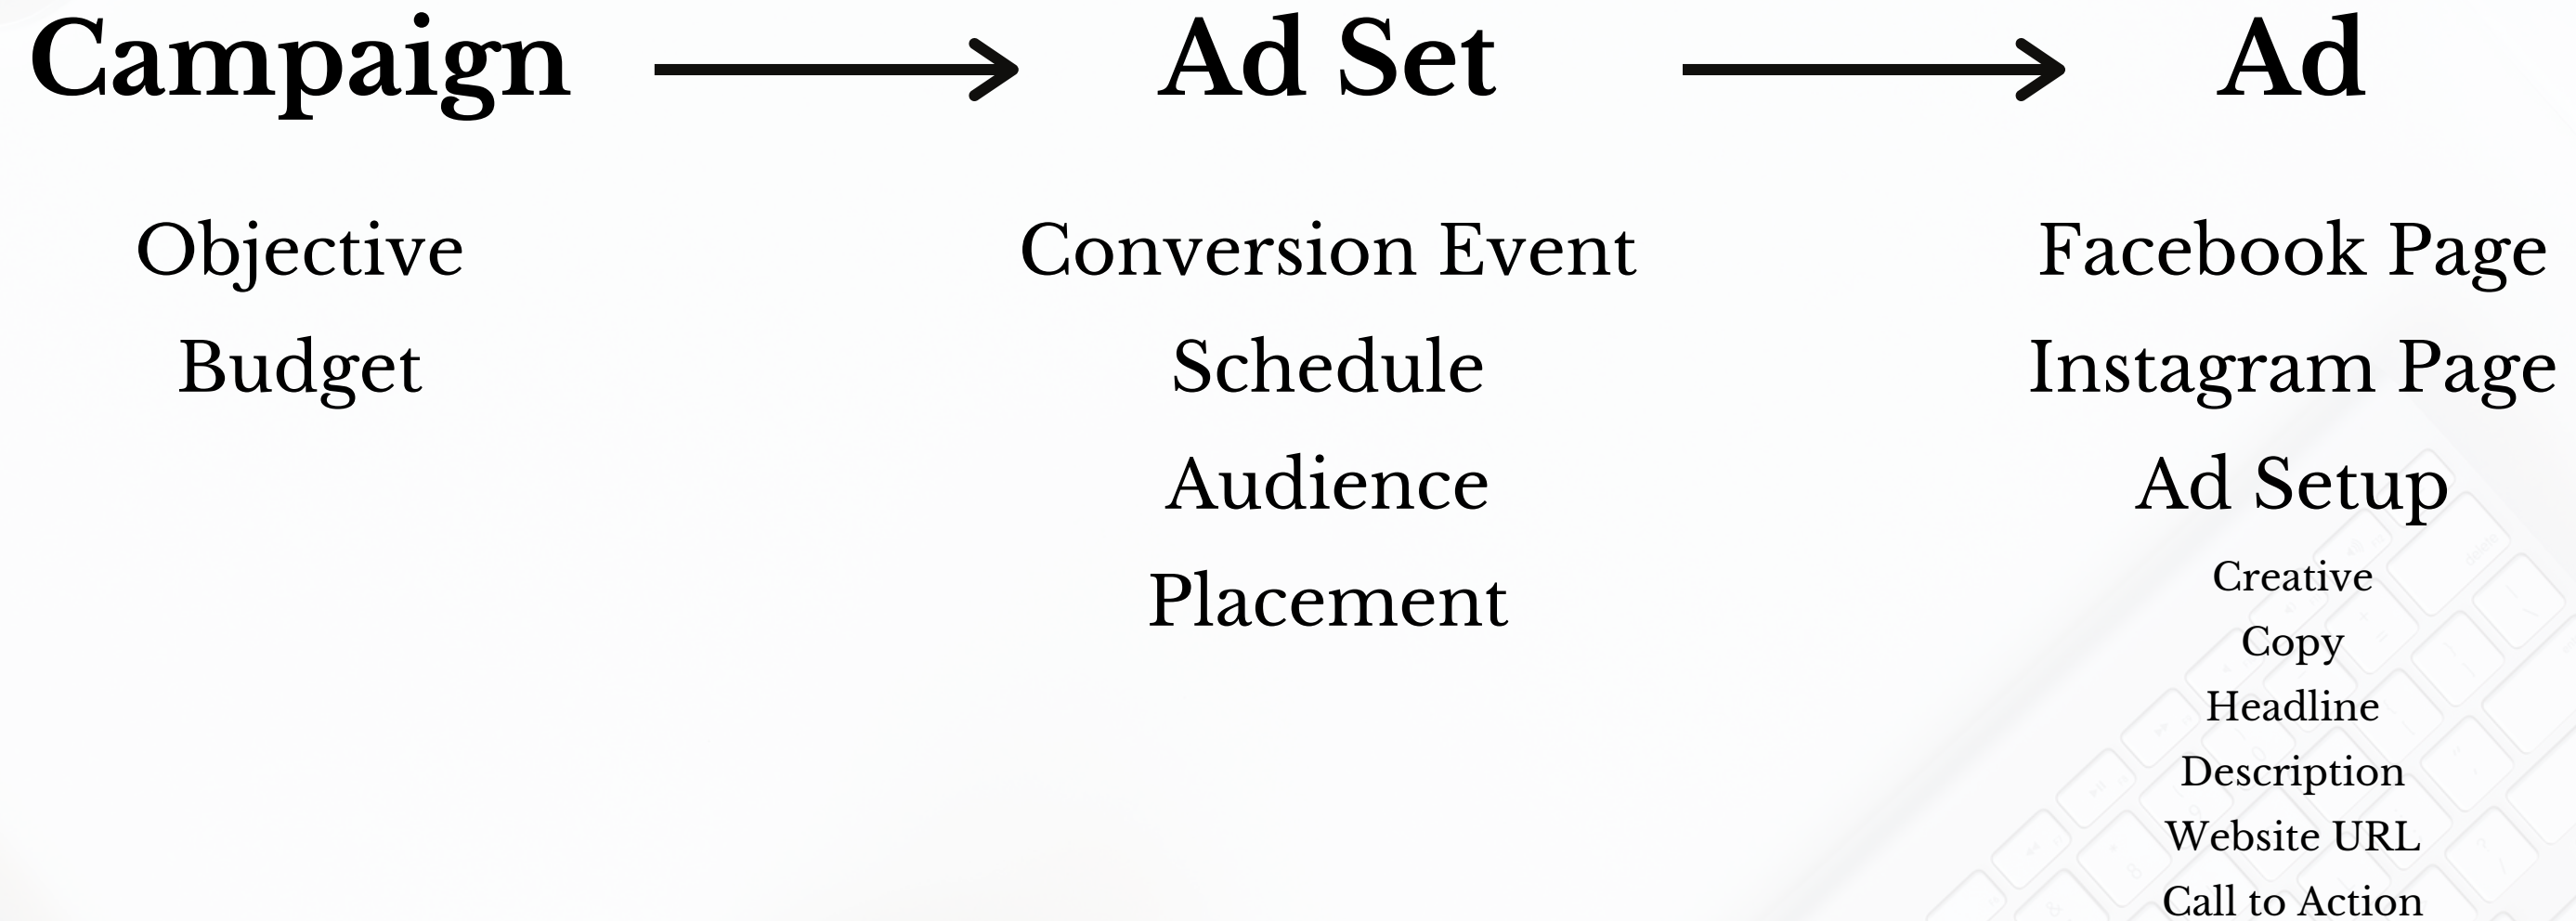 Campaign
Ad Set
Ad
Objective
Budget
Conversion Event
Schedule
Audience
Placement
Facebook Page
Instagram Page
Ad Setup
Creative
Copy
Headline
Description
Website URL
Call to Action
delete